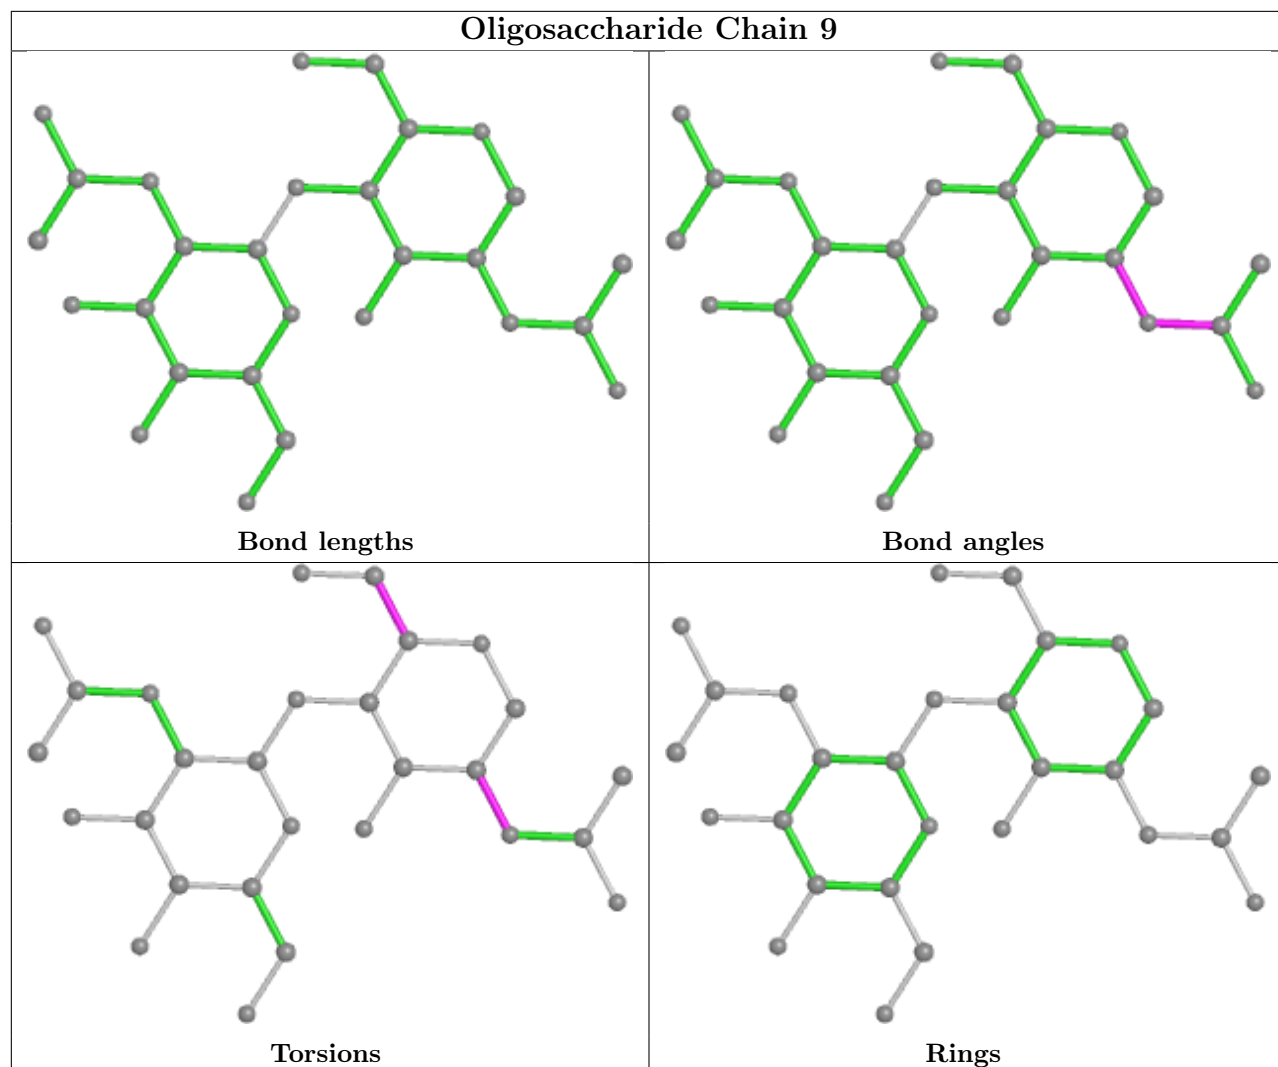 Oligosaccharide Chain 9
Bond lengths
Bond angles
Torsions
Rings